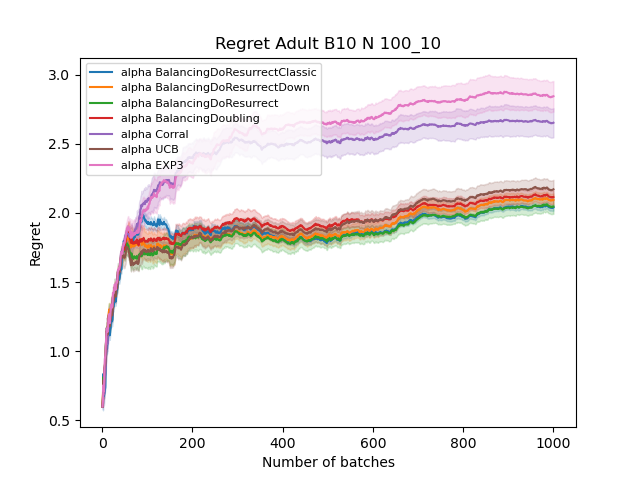 Regret Adult B10 N 100_10
alpha BalancingDoResurrectClassic
alpha BalancingDoResurrectDown
alpha BalancingDoResurrect
alpha BalancingDoubling
alpha Corral
alpha UCB
alpha EXP3
Regret
3.0
2.5
2.0
1.5
1.0
0.5
0
200
400
600
800
1000
Number of batches